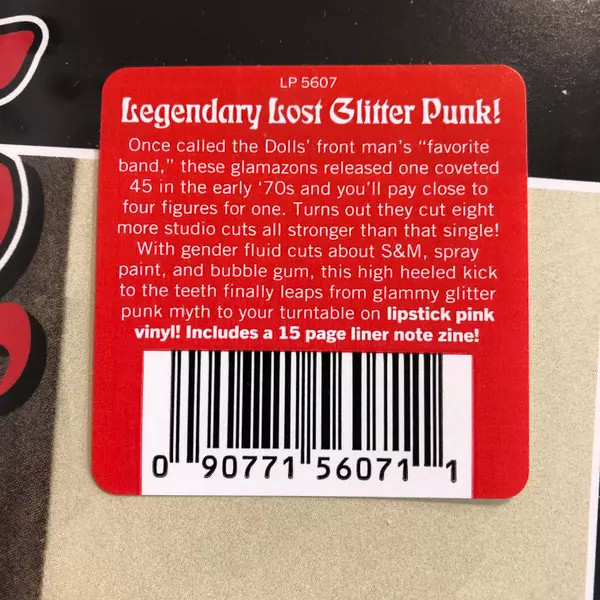 LP 5607
Legendary Lost Glitter Punk!
Once called the Dolls' front man's “favorite
band,” these glamazons released one coveted
45 in the early ‘70s and you'll pay close to
four figures for one. Turns out they cut eight
more studio cuts all stronger than that single!
With gender fluid cuts about S&M, spray
paint, and bubble gum, this high heeled kick
to the teeth finally leaps from glammy glitter
punk myth to your turntable on lipstick pink
vinyl! Includes a 15 page liner note zine!
0 90771 56071 1